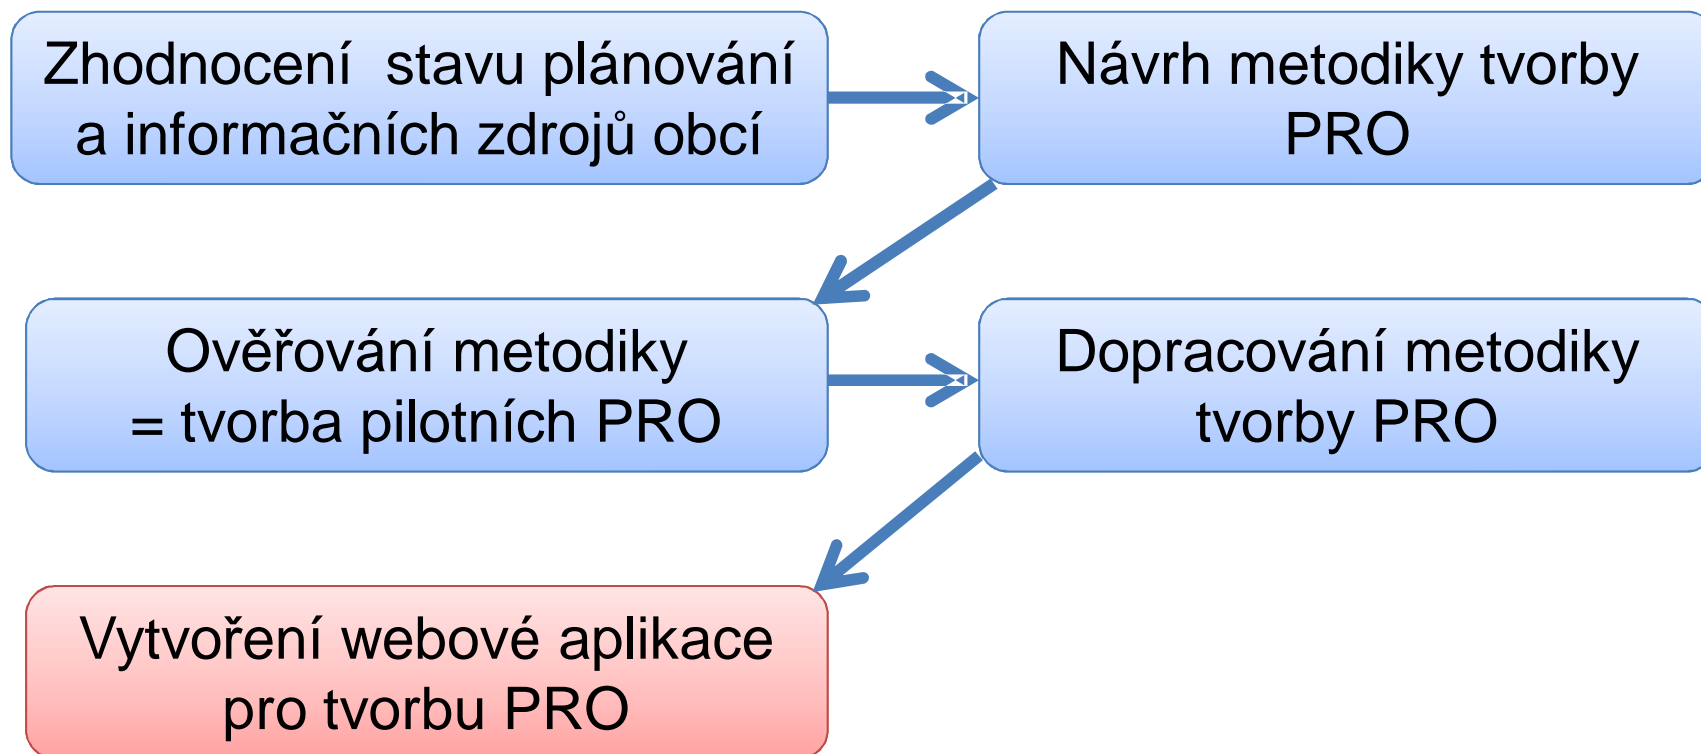 Zhodnocení  stavu plánování
a informačních zdrojů obcí
Návrh metodiky tvorby
PRO
Ověřování metodiky
= tvorba pilotních PRO
Dopracování metodiky
tvorby PRO
Vytvoření webové aplikace
pro tvorbu PRO